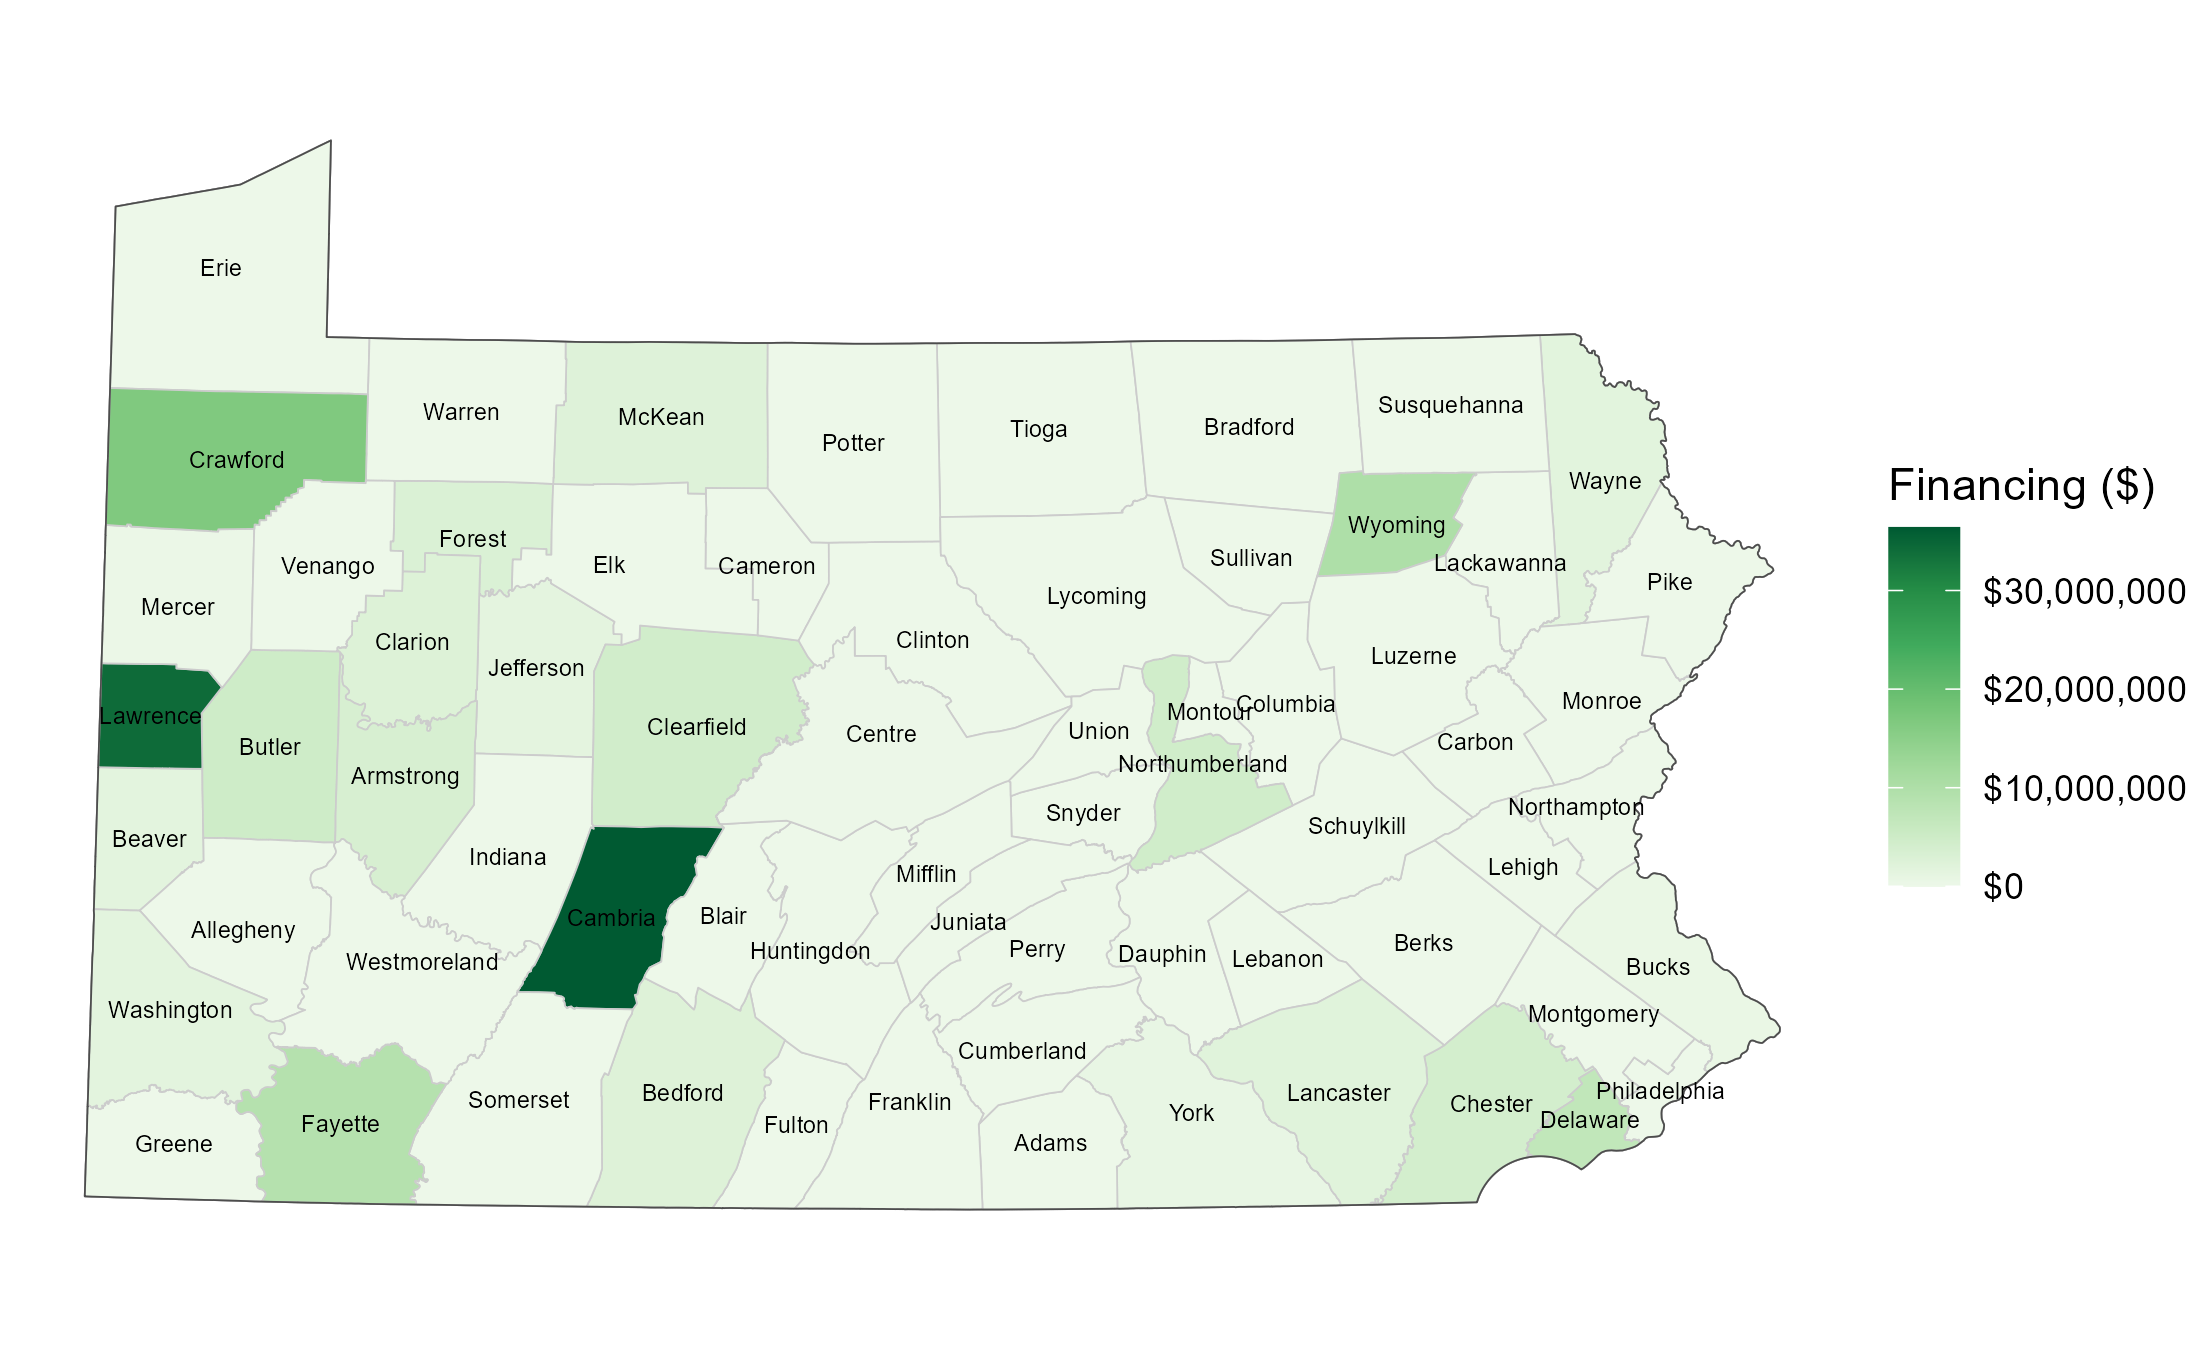 Erie
Warren
McKean
Potter
Tioga
Bradford
Susquehanna
Wayne
Crawford
Wyoming
Forest
Venango
Elk
Cameron
Sullivan
Lackawanna
Pike
Mercer
Lycoming
Clarion
Jefferson
Clinton
Luzerne
Monroe
Lawrence
Butler
Clearfield
Centre
Union
Montour
Columbia
Carbon
Armstrong
Northumberland
Beaver
Indiana
Snyder
Schuylkill
Northampton
Lehigh
Mifflin
Allegheny
Cambria
Blair
Juniata
Westmoreland
Huntingdon
Perry
Dauphin
Lebanon
Berks
Bucks
Washington
Cumberland
Montgomery
Fayette
Somerset
Bedford
Franklin
York
Lancaster
Chester
Philadelphia
Delaware
Greene
Fulton
Adams
Financing ($)
$30,000,000
$20,000,000
$10,000,000
$0